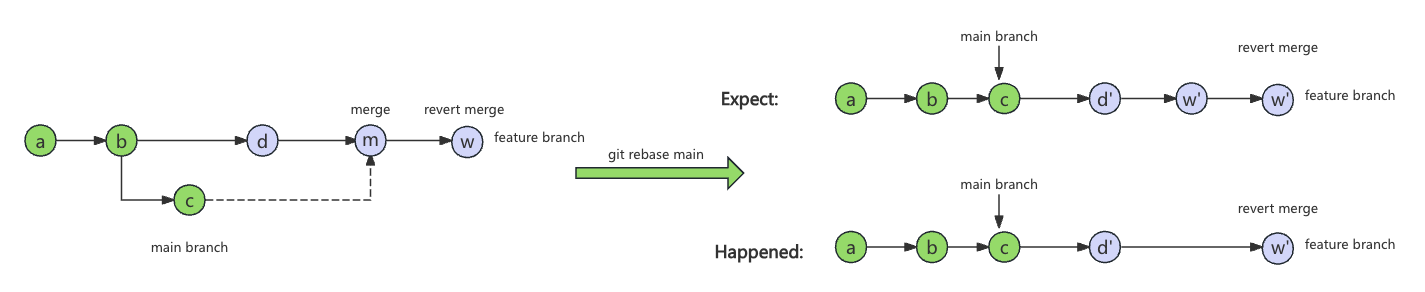 merge
revert merge
a
b
d
m
w
feature branch
c
main branch
git rebase main
main branch
revert merge
Expect:
a
b
c
d'
w'
w'
feature branch
main branch
revert merge
Happened:
a
b
c
d'
w'
feature branch